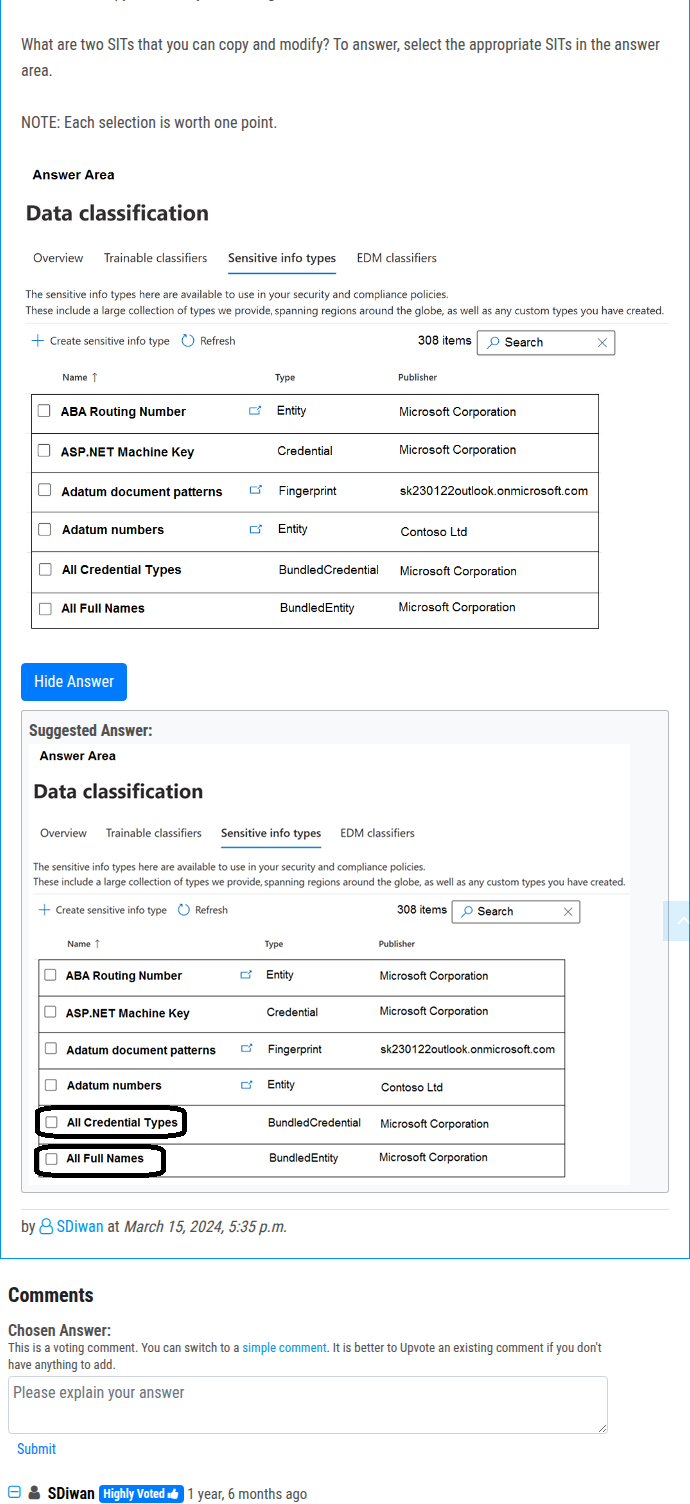 What are two SITs that you can copy and modify? To answer, select the appropriate SITs in the answer
area.
NOTE: Each selection is worth one point.
Answer Area
Data classification
Overview Trainable classifiers Sensitive info types EDM classifiers
The sensitive info types here are available to use in your security and compliance policies.
These include a large collection of types we provide, spanning regions around the globe, as well as any custom types you have created.
+ Create sensitive info type Refresh 308 items Search ×
Name ↑ Type Publisher
ABA Routing Number Entity Microsoft Corporation
ASP.NET Machine Key Credential Microsoft Corporation
Adatum document patterns Fingerprint sk230122outlook.onmicrosoft.com
Adatum numbers Entity Contoso Ltd
All Credential Types BundledCredential Microsoft Corporation
All Full Names BundledEntity Microsoft Corporation
Hide Answer
Suggested Answer:
Answer Area
Data classification
Overview Trainable classifiers Sensitive info types EDM classifiers
The sensitive info types here are available to use in your security and compliance policies.
These include a large collection of types we provide, spanning regions around the globe, as well as any custom types you have created.
+ Create sensitive info type Refresh 308 items Search ×
Name ↑ Type Publisher
ABA Routing Number Entity Microsoft Corporation
ASP.NET Machine Key Credential Microsoft Corporation
Adatum document patterns Fingerprint sk230122outlook.onmicrosoft.com
Adatum numbers Entity Contoso Ltd
All Credential Types BundledCredential Microsoft Corporation
All Full Names BundledEntity Microsoft Corporation
by SDiwan at March 15, 2024, 5:35 p.m.
Comments
Chosen Answer:
This is a voting comment. You can switch to a simple comment. It is better to Upvote an existing comment if you don't
have anything to add.
Please explain your answer
Submit
SDiwan Highly Voted 1 year, 6 months ago